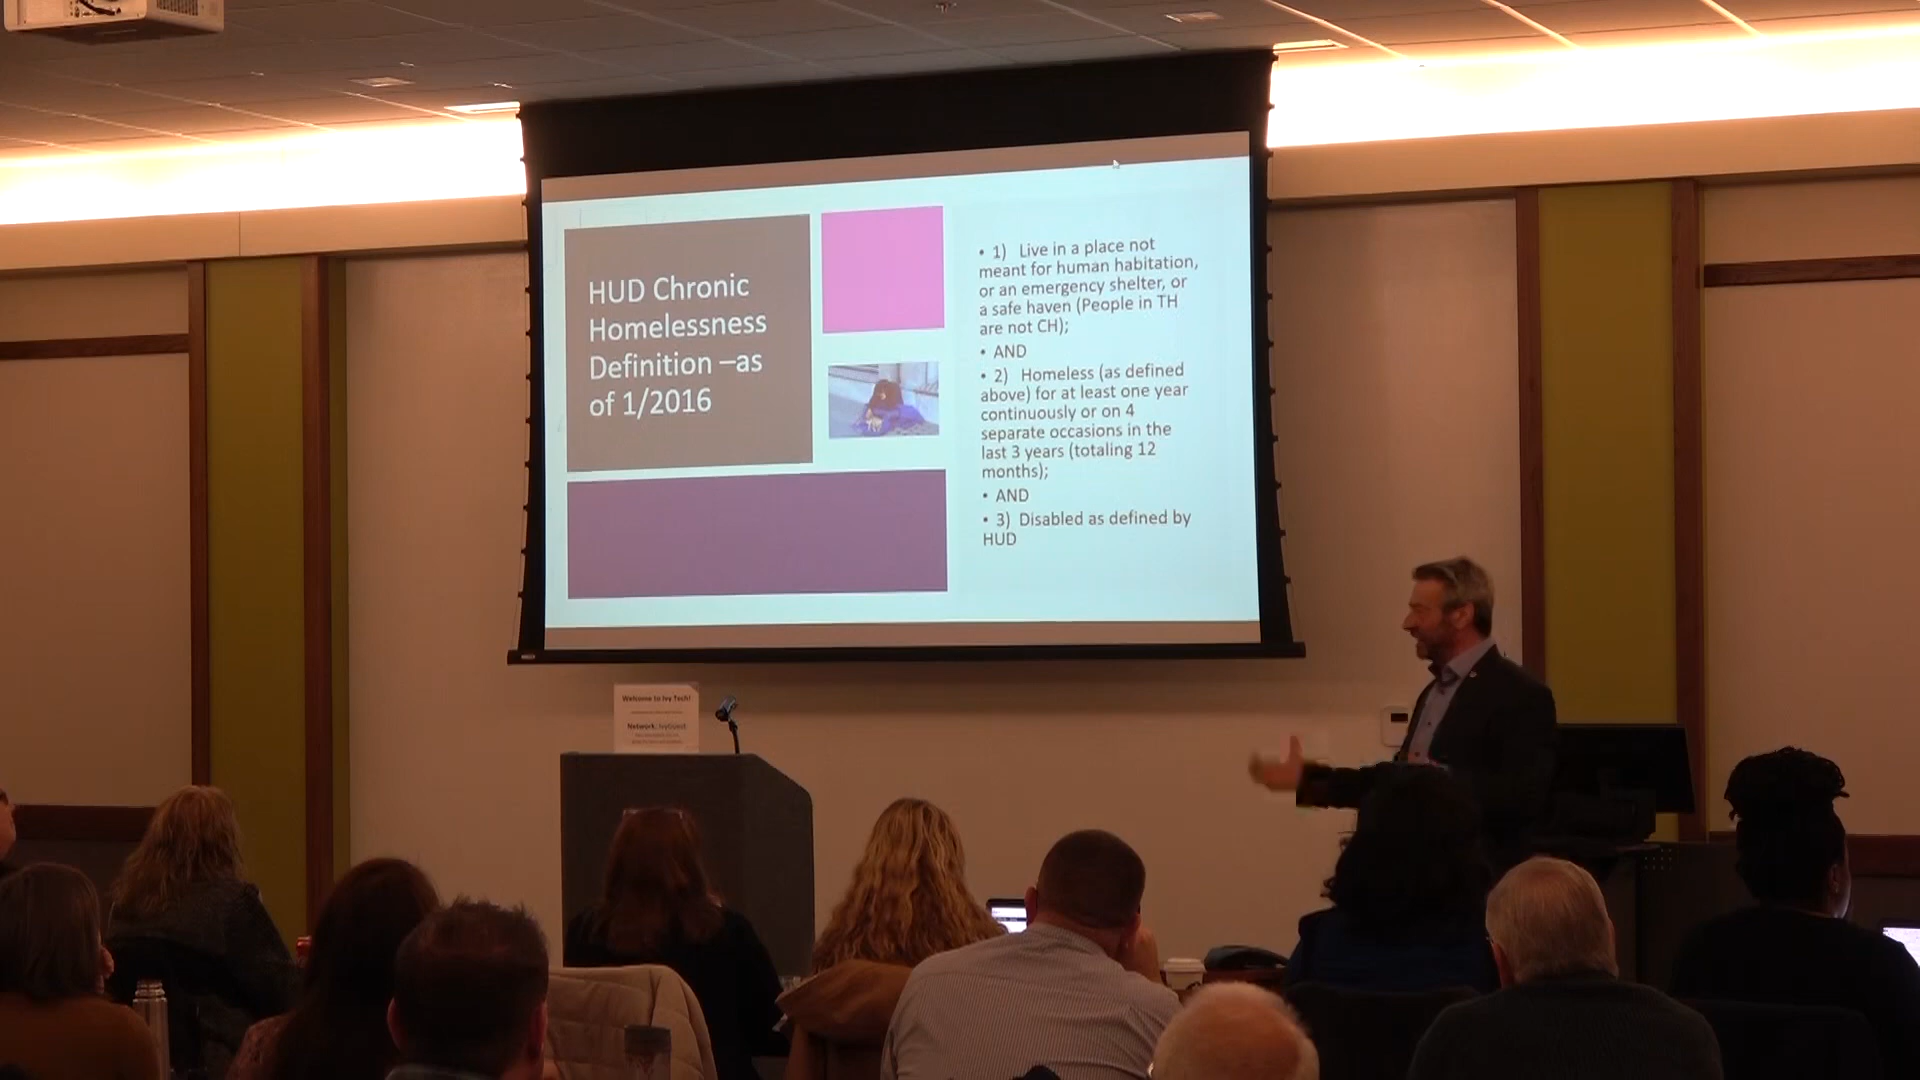 HUD Chronic
Homelessness
Definition –as
of 1/2016
• 1) Live in a place not
meant for human habitation,
or an emergency shelter, or
a safe haven (People in TH
are not CH);
• AND
• 2) Homeless (as defined
above) for at least one year
continuously or on 4
separate occasions in the
last 3 years (totaling 12
months);
• AND
• 3) Disabled as defined by
HUD
Welcome to Ivy Tech!
Network: IvyGuest